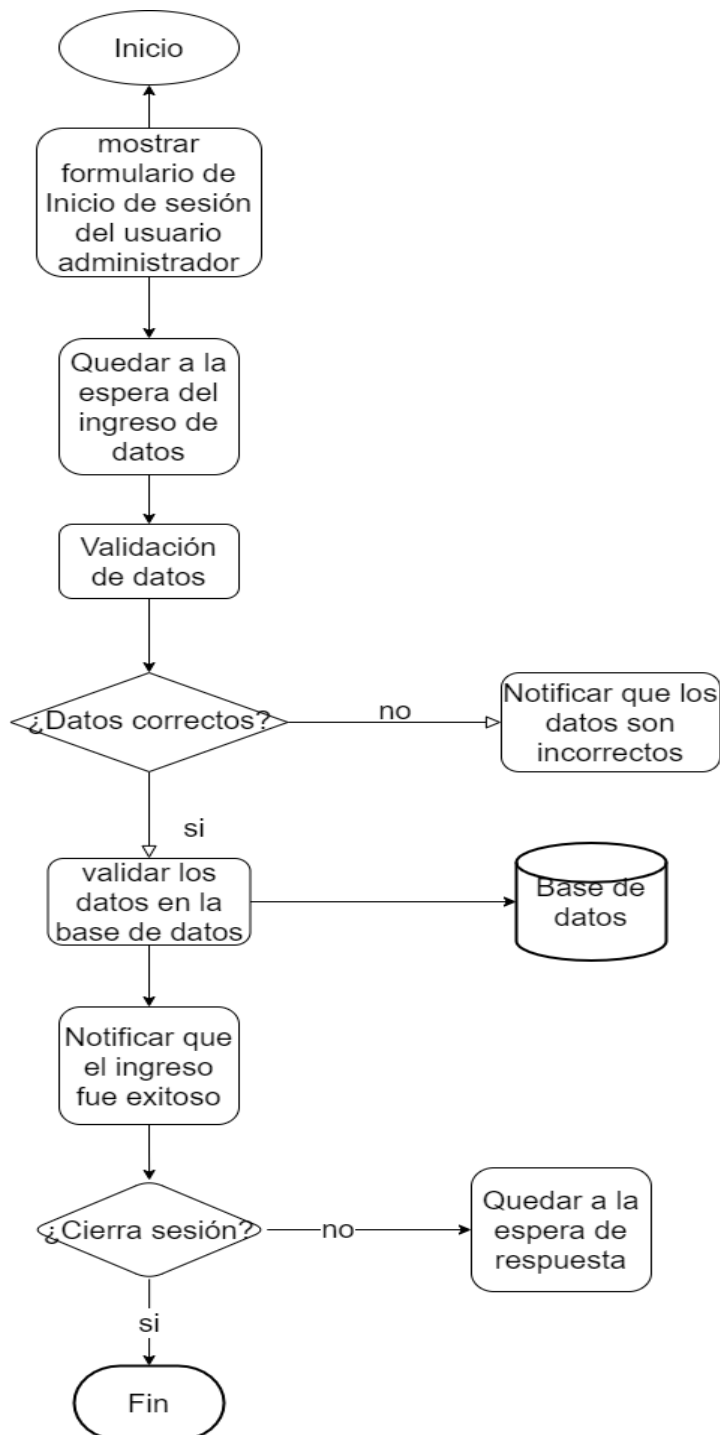 Inicio
mostrar
formulario de
Inicio de sesión
del usuario
administrador
Quedar a la
espera del
ingreso de
datos
Validación
de datos
¿Datos correctos?
no
Notificar que los
datos son
incorrectos
si
validar los
datos en la
base de datos
Base de
datos
Notificar que
el ingreso
fue exitoso
¿Cierra sesión?
no
Quedar a la
espera de
respuesta
si
Fin